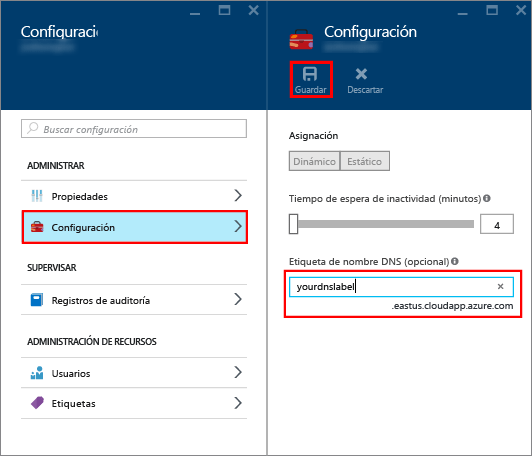 Configuraci
Buscar configuración
ADMINISTRAR
Propiedades
Configuración
SUPERVISAR
Registros de auditoría
ADMINISTRACIÓN DE RECURSOS
Usuarios
Etiquetas
Configuración
Guardar
Descartar
Asignación
Dinámico Estático
Tiempo de espera de inactividad (minutos)
4
Etiqueta de nombre DNS (opcional)
yourdnslabel
.eastus.cloudapp.azure.com